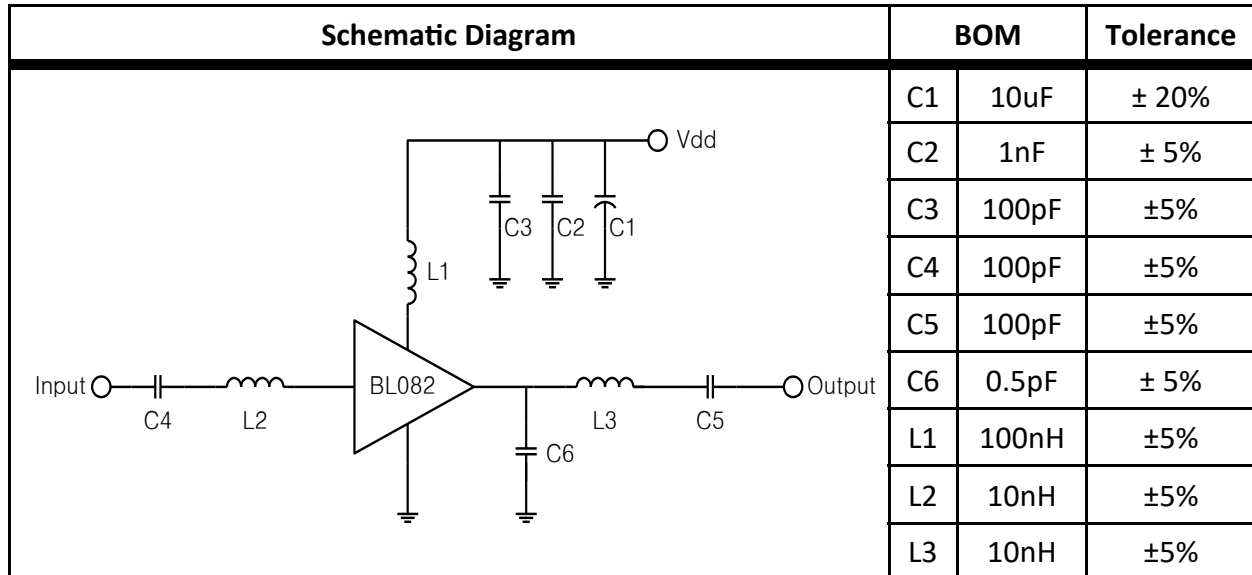 Schematic Diagram BOM Tolerance
C1 10uF ± 20%
C2 1nF ± 5%
C3 100pF ±5%
C4 100pF ±5%
C5 100pF ±5%
C6 0.5pF ± 5%
L1 100nH ±5%
L2 10nH ±5%
L3 10nH ±5%
Vdd
C3 C2 C1
L1
Input BL082 Output
C4 L2 L3 C5
C6